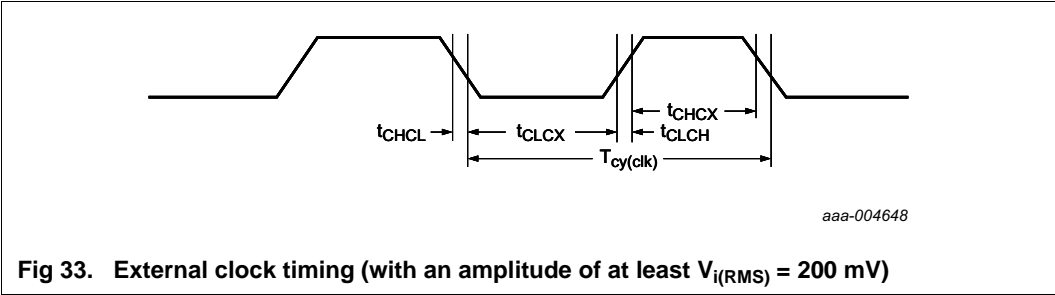 tCHCX
tCHCL tCLCX tCLCH
Tcy(clk)
aaa-004648
Fig 33. External clock timing (with an amplitude of at least Vi(RMS) = 200 mV)